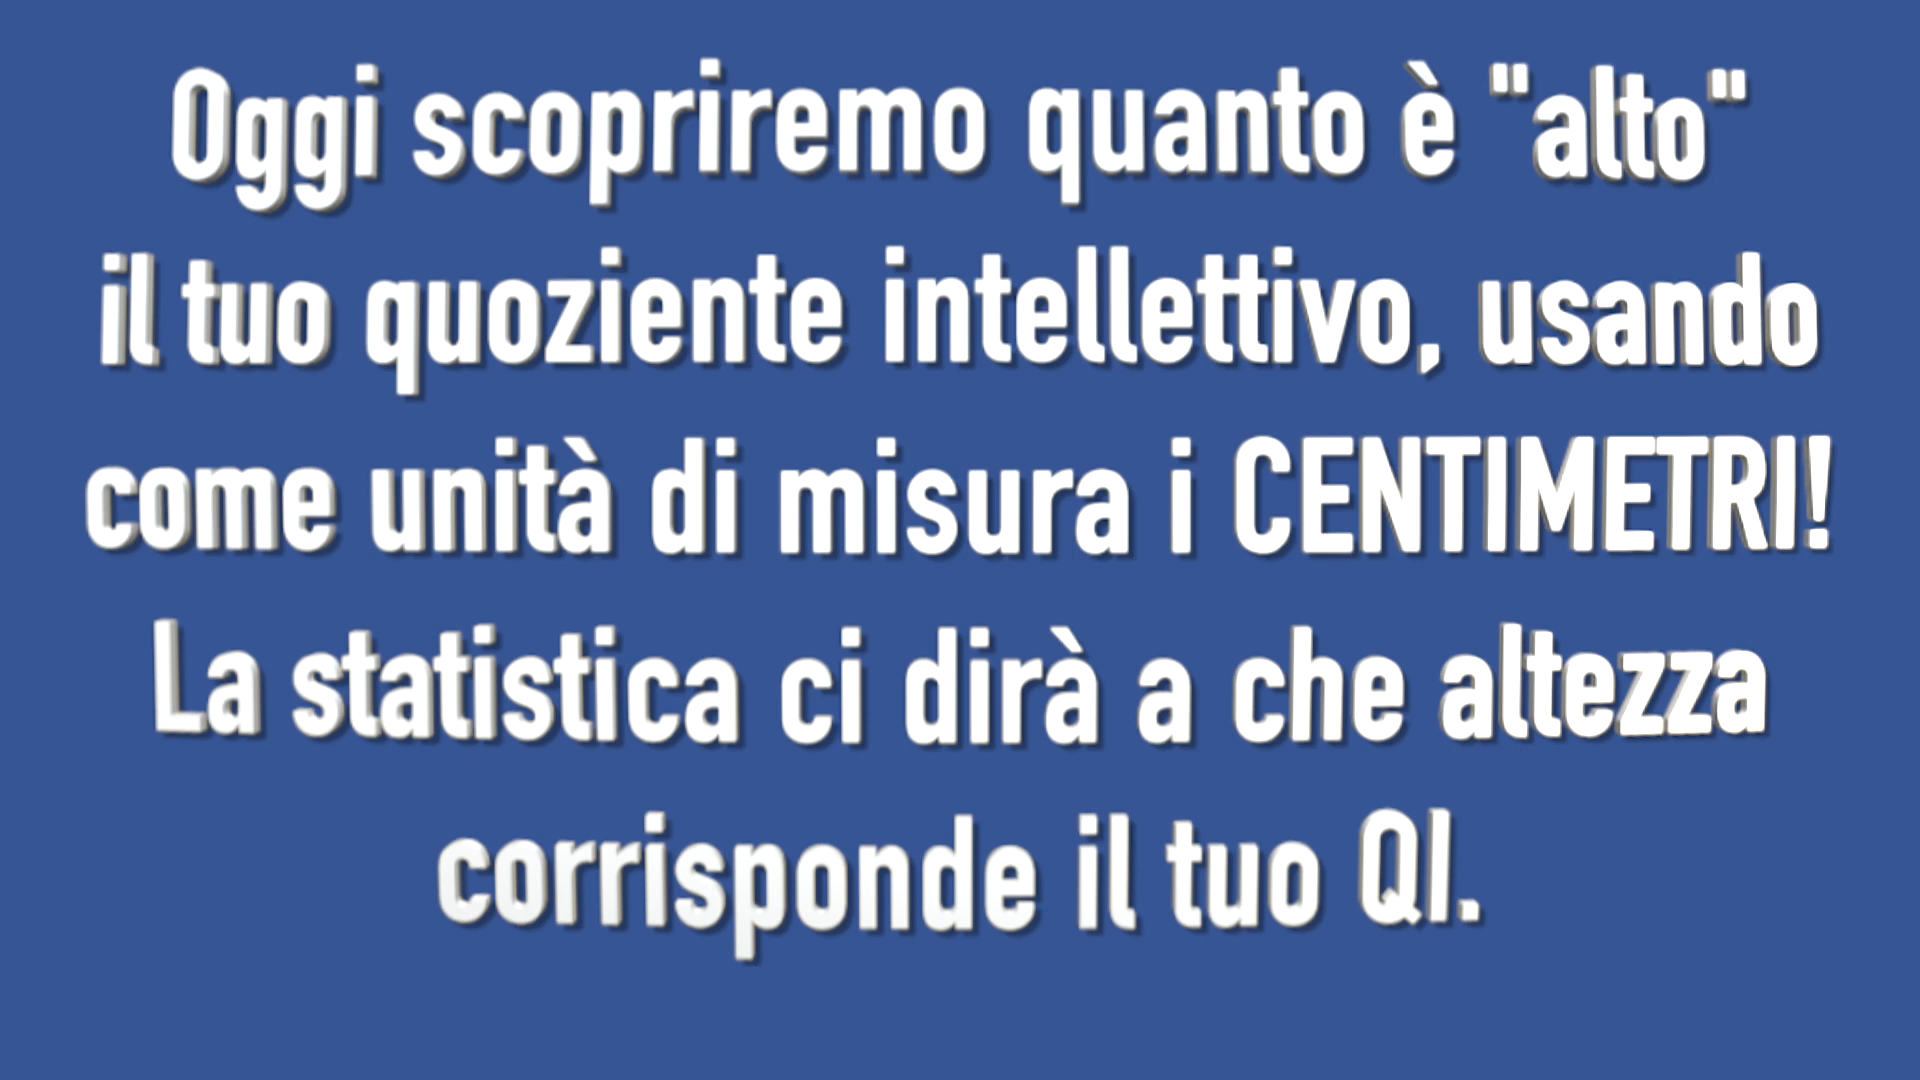 Oggi scopriremo quanto è "alto"
il tuo quoziente intellettivo, usando
come unità di misura i CENTIMETRI!
La statistica ci dirà a che altezza
corrisponde il tuo QI.